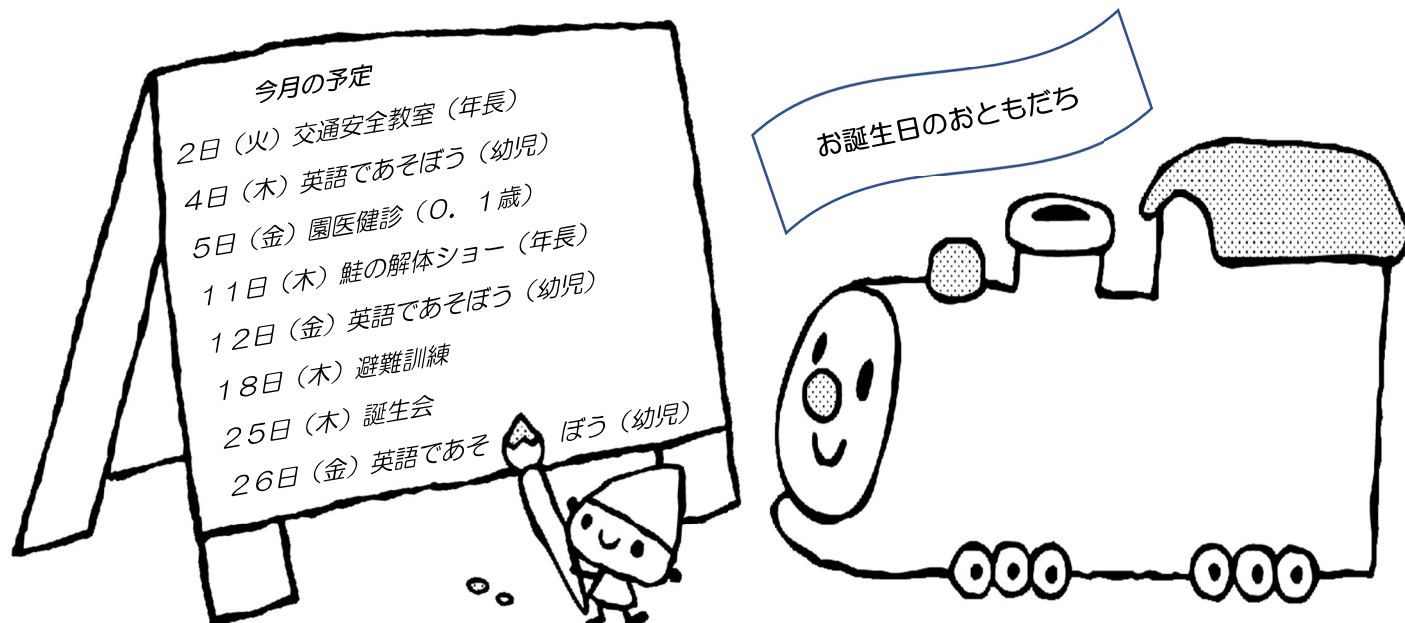 今月の予定
2日（火）交通安全教室（年長）
4日（木）英語であそぼう（幼児）
5日（金）園医健診（0．1歳）
11日（木）鮭の解体ショー（年長）
12日（金）英語であそぼう（幼児）
18日（木）避難訓練
25日（木）誕生会
26日（金）英語であそ　ぼう（幼児）
お誕生日のおともだち